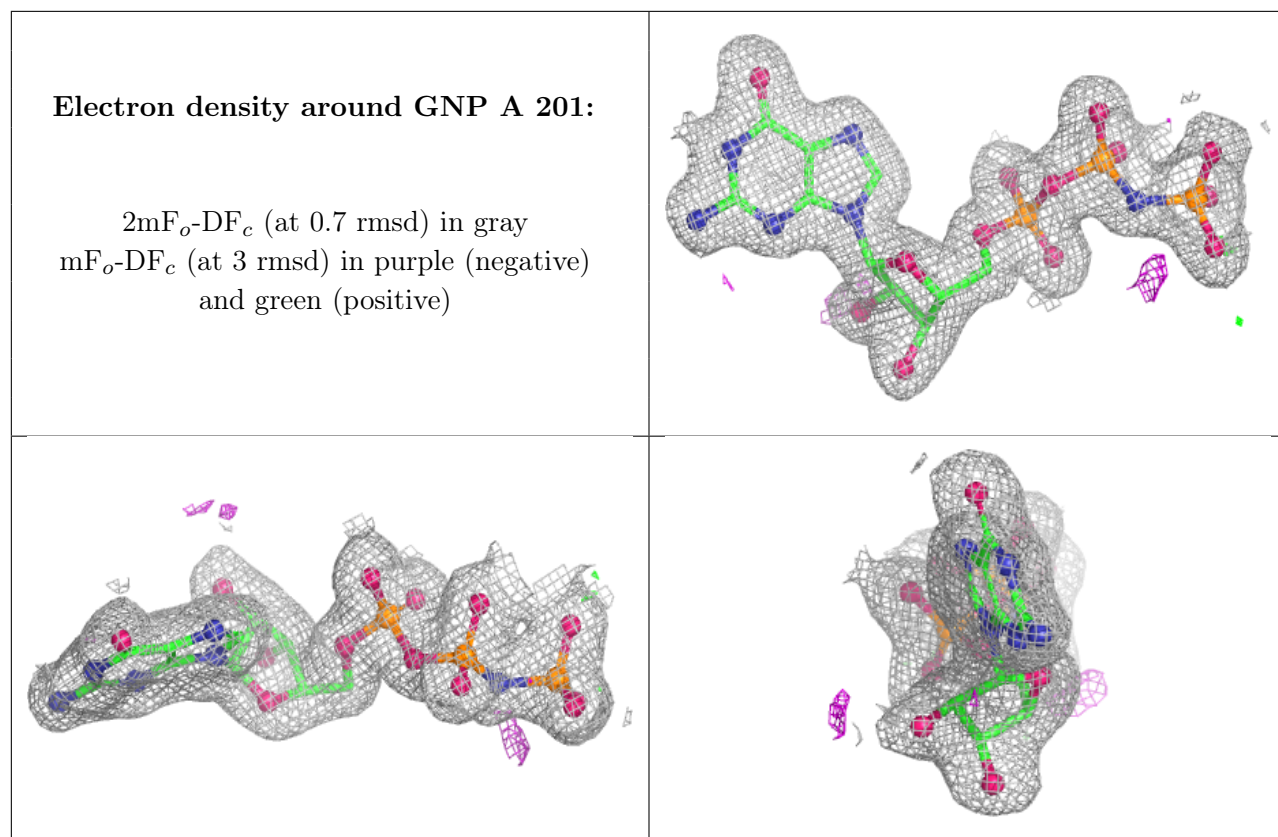 Electron density around GNP A 201:
2mFo-DFc (at 0.7 rmsd) in gray
mFo-DFc (at 3 rmsd) in purple (negative)
and green (positive)